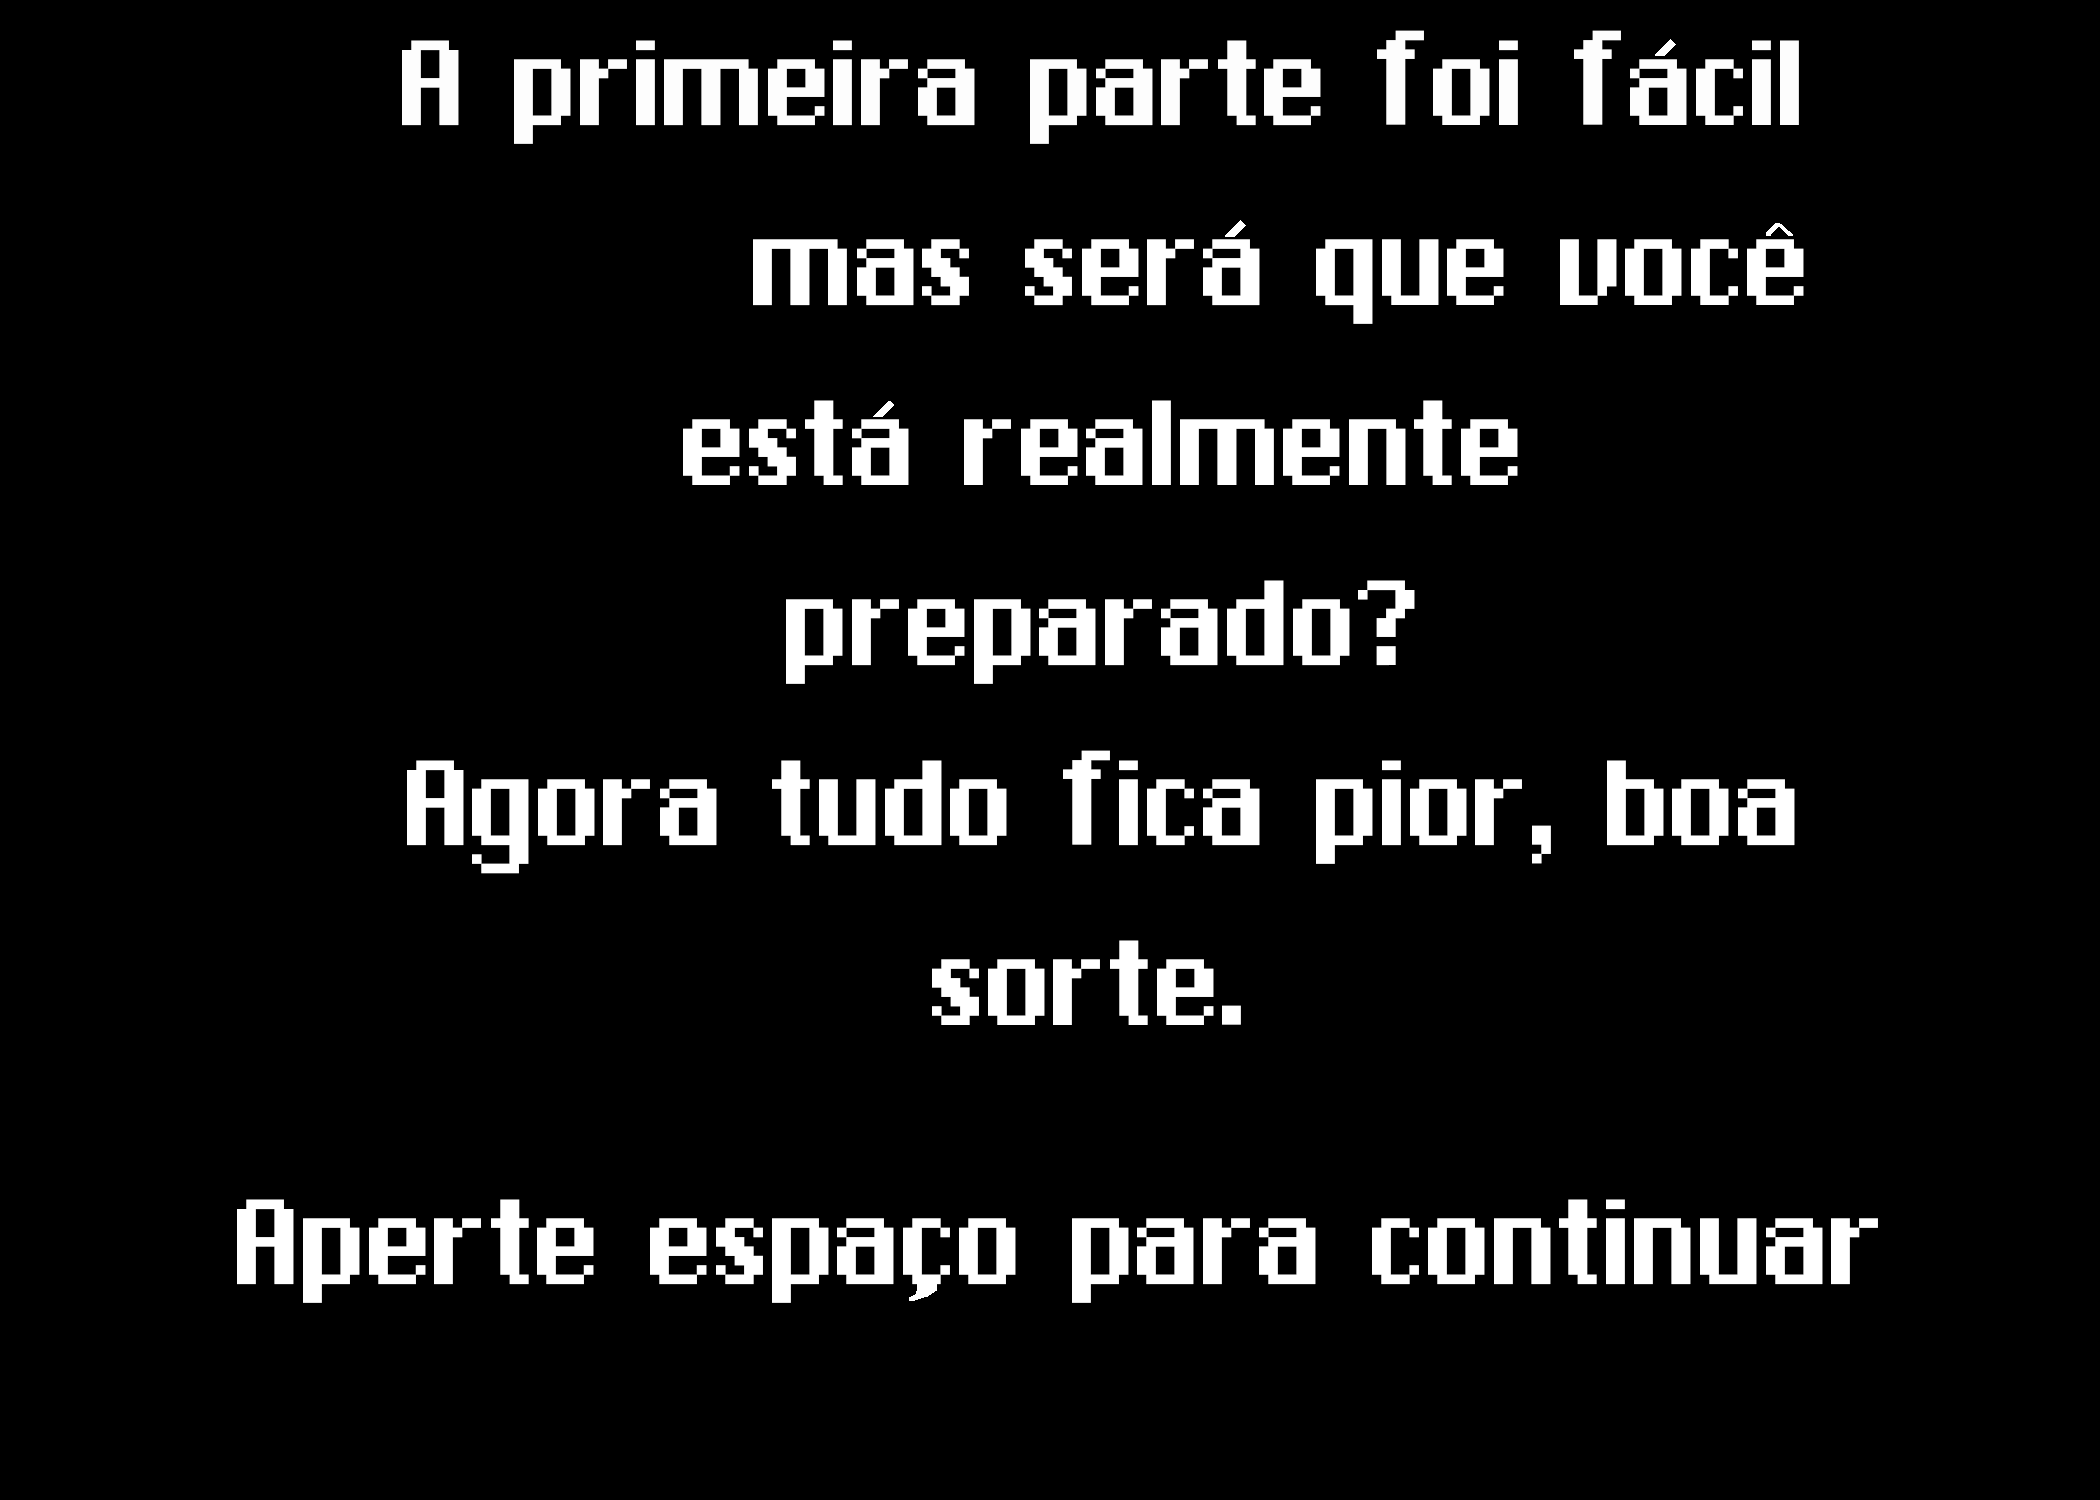 A primeira parte foi fácil
mas será que você
está realmente
preparado?
Agora tudo fica pior, boa
sorte.
Aperte espaço para continuar